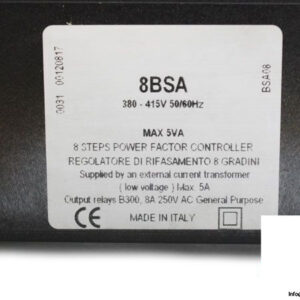 0031 00120817
8BSA
380 - 415V 50/60Hz
BSA08
MAX 5VA
8 STEPS POWER FACTOR CONTROLLER
REGOLATORE DI RIFASAMENTO 8 GRADINI
Supplied by an external current transformer
( low voltage ) Max. 5A
Output relays B300, 8A 250V AC General Purpose
CE MADE IN ITALY